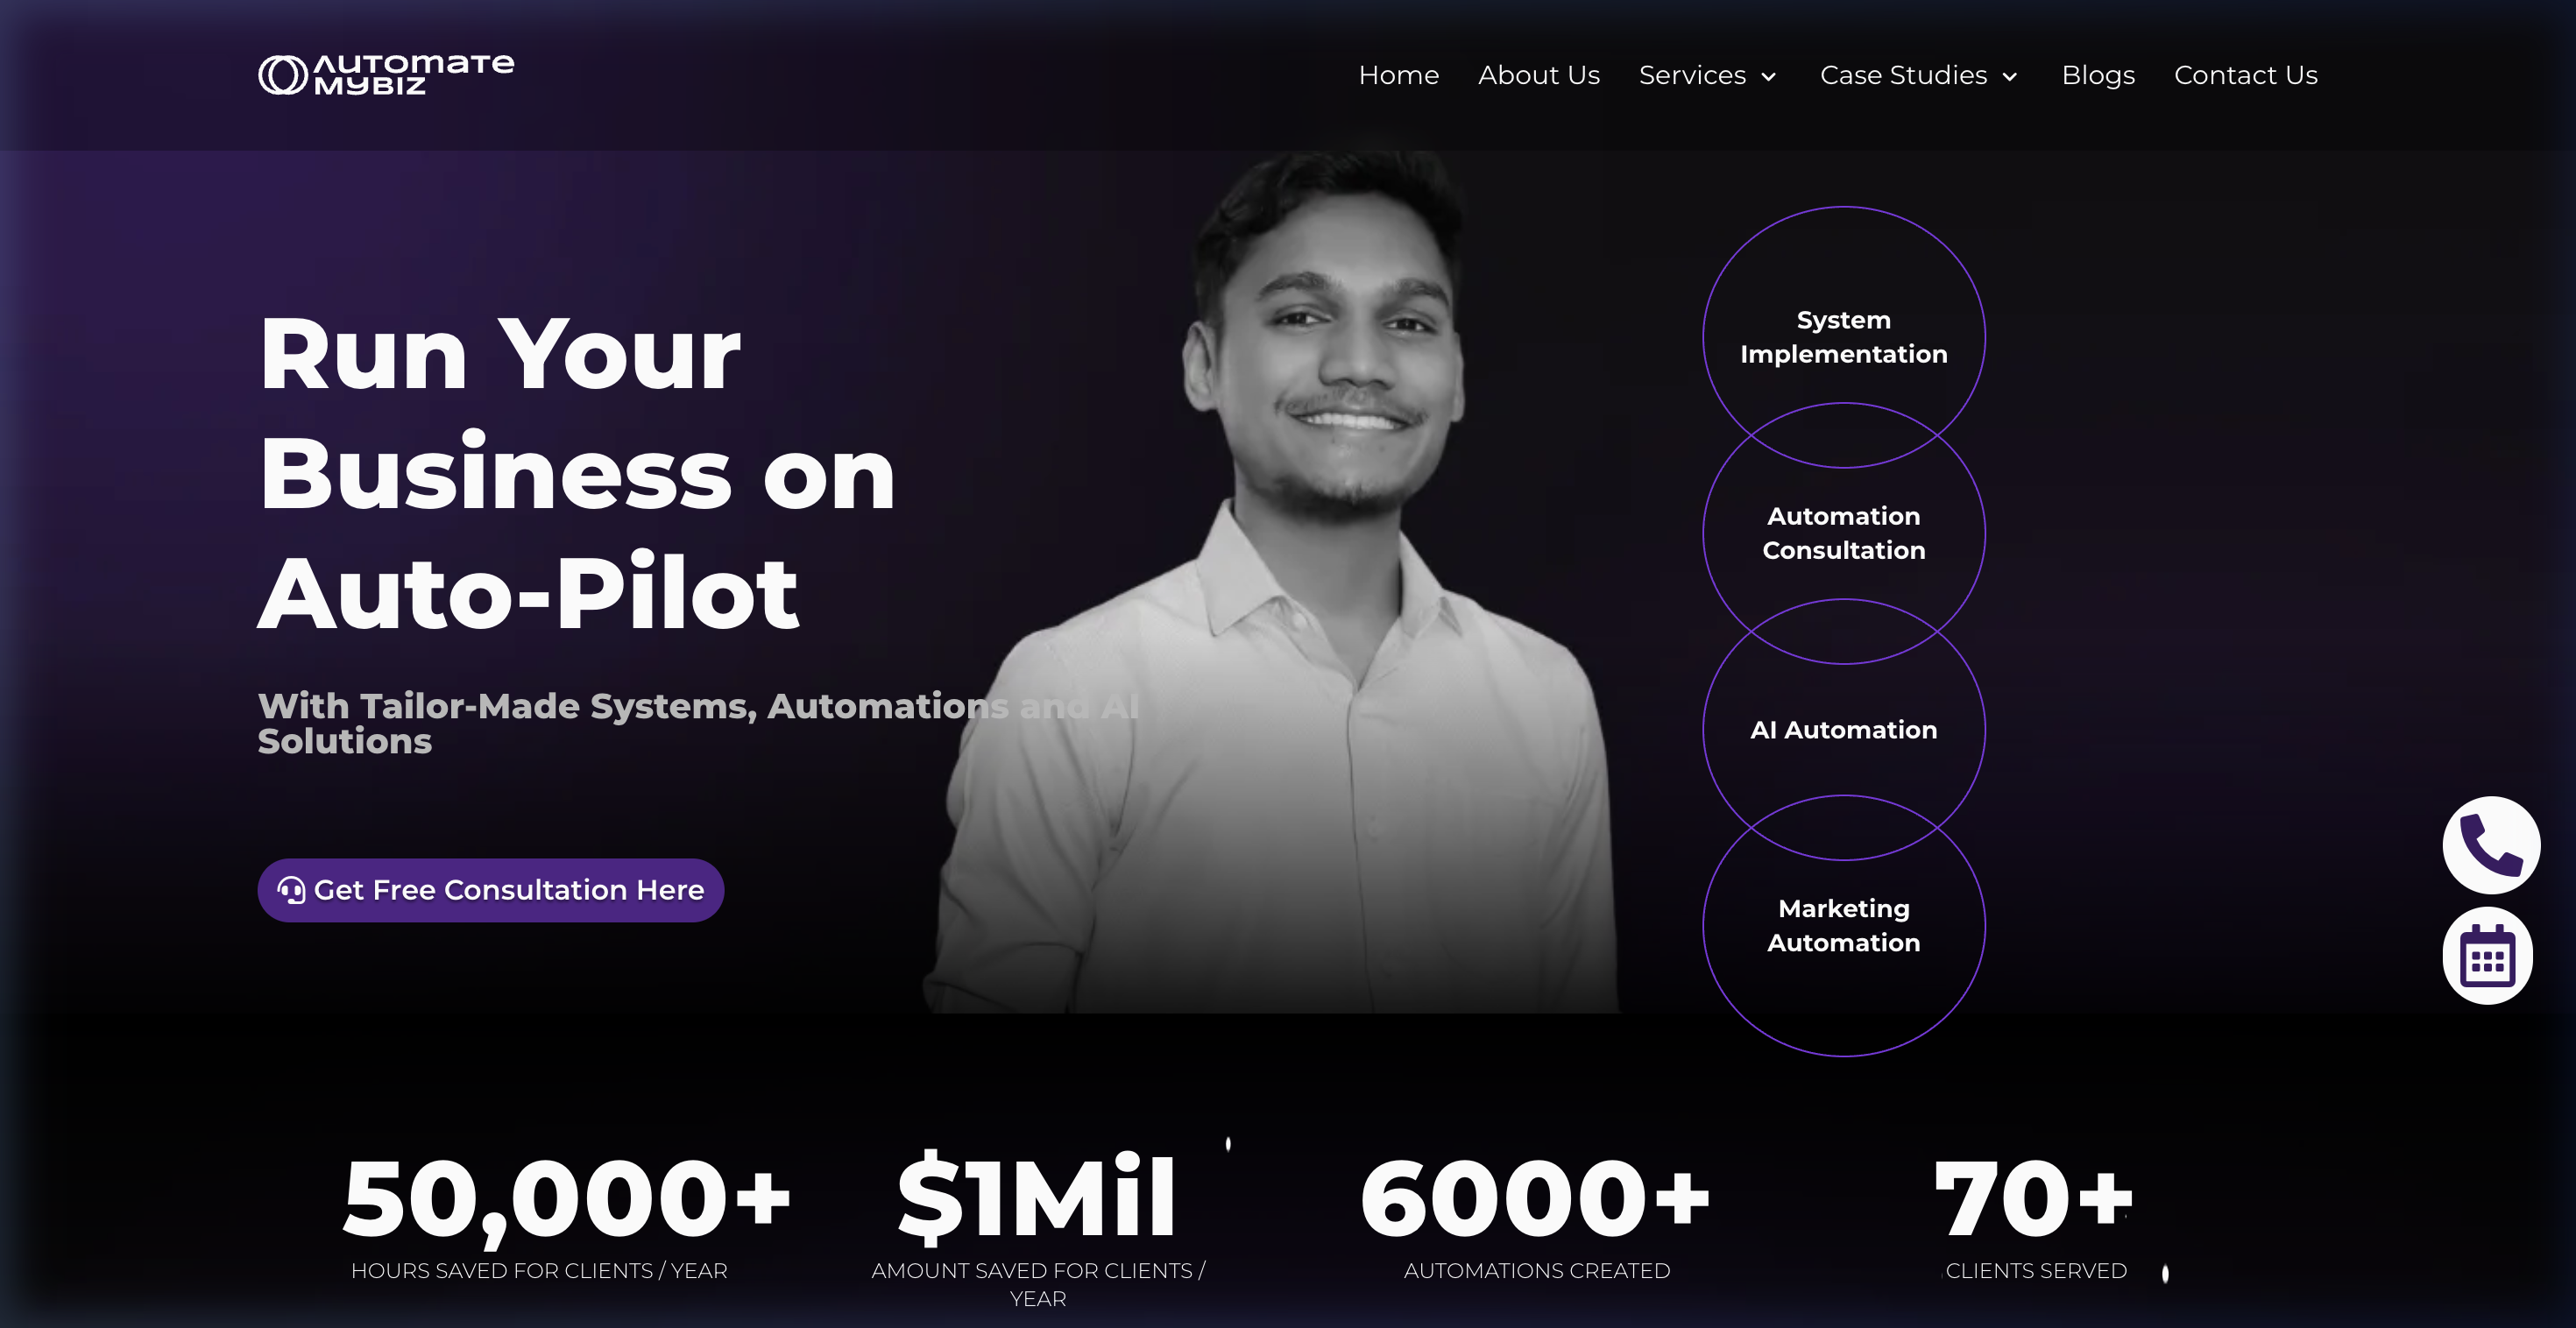 AUTOMATE
MYBIZ
Home About Us Services Case Studies Blogs Contact Us
Run Your
Business on
Auto-Pilot
With Tailor-Made Systems, Automations and AI
Solutions
Get Free Consultation Here
System
Implementation
Automation
Consultation
AI Automation
Marketing
Automation
50,000+
HOURS SAVED FOR CLIENTS / YEAR
$1Mil
AMOUNT SAVED FOR CLIENTS /
YEAR
6000+
AUTOMATIONS CREATED
70+
CLIENTS SERVED